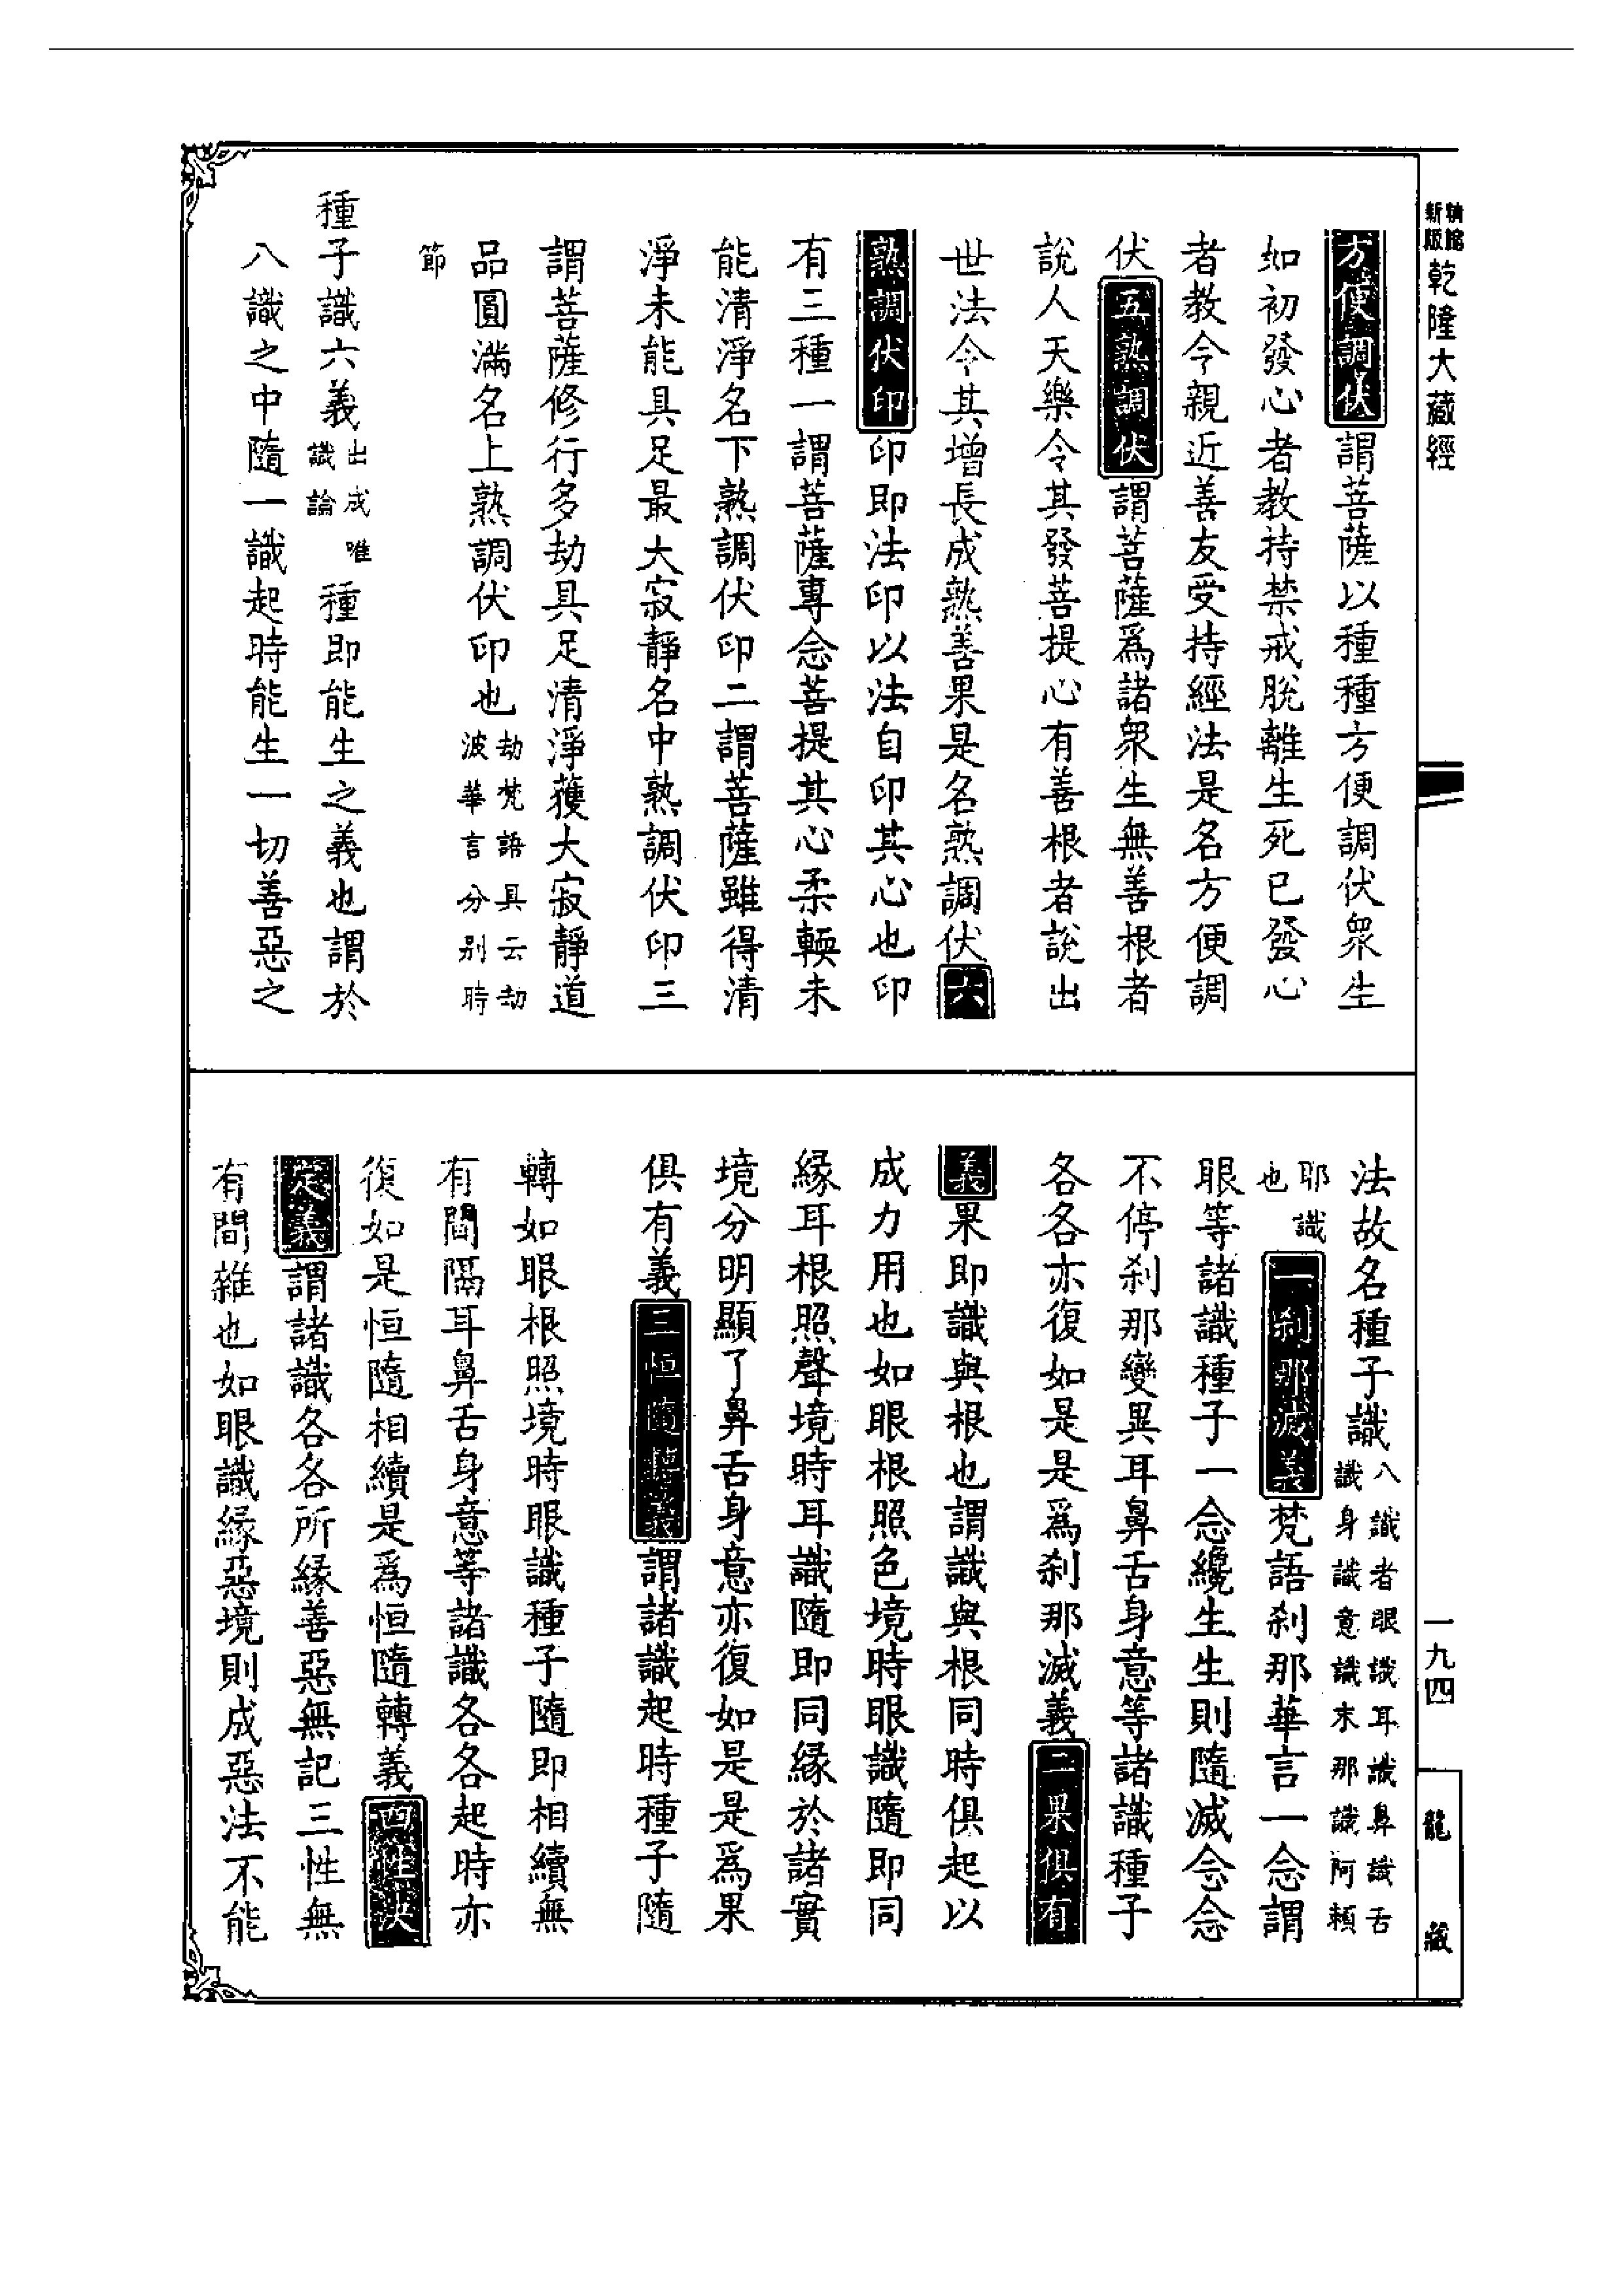 新版
精縮
乾隆大藏經
一九四
龍藏
方便調伏謂菩薩以種種方便調伏眾生
如初發心者教持禁戒脫離生死已發心
者教令親近善友受持經法是名方便調
伏五熟調伏謂菩薩爲諸眾生無善根者
說人天樂令其發菩提心有善根者說出
世法令其增長成熟善果是名熟調伏六
熟調伏印印即法印以法自印其心也印
有三種一謂菩薩專念菩提其心柔輭未
能清淨名下熟調伏印二謂菩薩雖得清
淨未能具足最大寂靜名中熟調伏印三
謂菩薩修行多劫具足清淨獲大寂靜道
品圓滿名上熟調伏印也劫梵語具云劫波華言分别時
節
種子識六義出成唯識論種即能生之義也謂於
八識之中隨一識起時能生一切善惡之
法故名種子識八識者眼識耳識鼻識舌識身識意識末那識阿賴
耶識也一刹那滅義梵語刹那華言一念謂
眼等諸識種子一念纔生生則隨滅念念
不停刹那變異耳鼻舌身意等諸識種子
各各亦復如是是爲刹那滅義二果俱有
義果即識與根也謂識與根同時俱起以
成力用也如眼根照色境時眼識隨即同
緣耳根照聲境時耳識隨即同緣於諸實
境分明顯了鼻舌身意亦復如是是爲果
俱有義三恒隨轉義謂諸識起時種子隨
轉如眼根照境時眼識種子隨即相續無
有間隔耳鼻舌身意等諸識各各起時亦
復如是恒隨相續是爲恒隨轉義四性決
定義謂諸識各各所緣善惡無記三性無
有間雜也如眼識緣惡境則成惡法不能